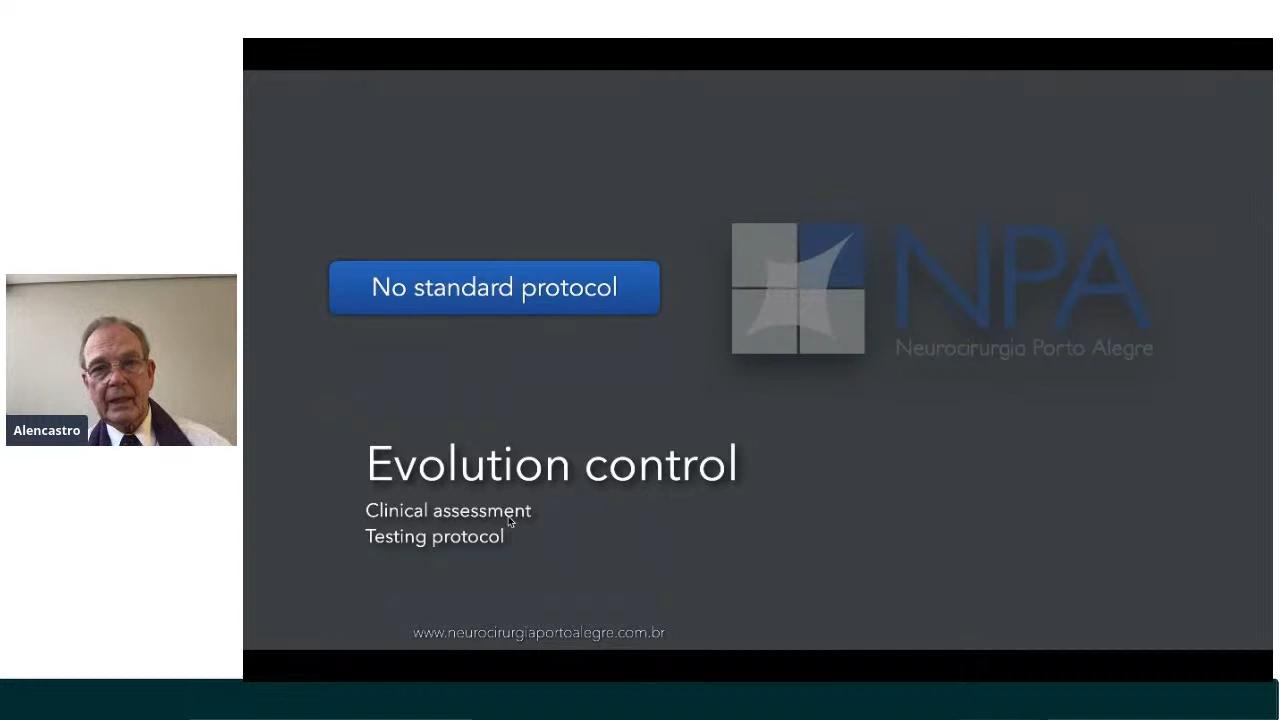 No standard protocol
NPA
Neurocirurgia Porto Alegre
Alencastro
Evolution control
Clinical assessment
Testing protocol
www.neurocirurgiaportoalegre.com.br